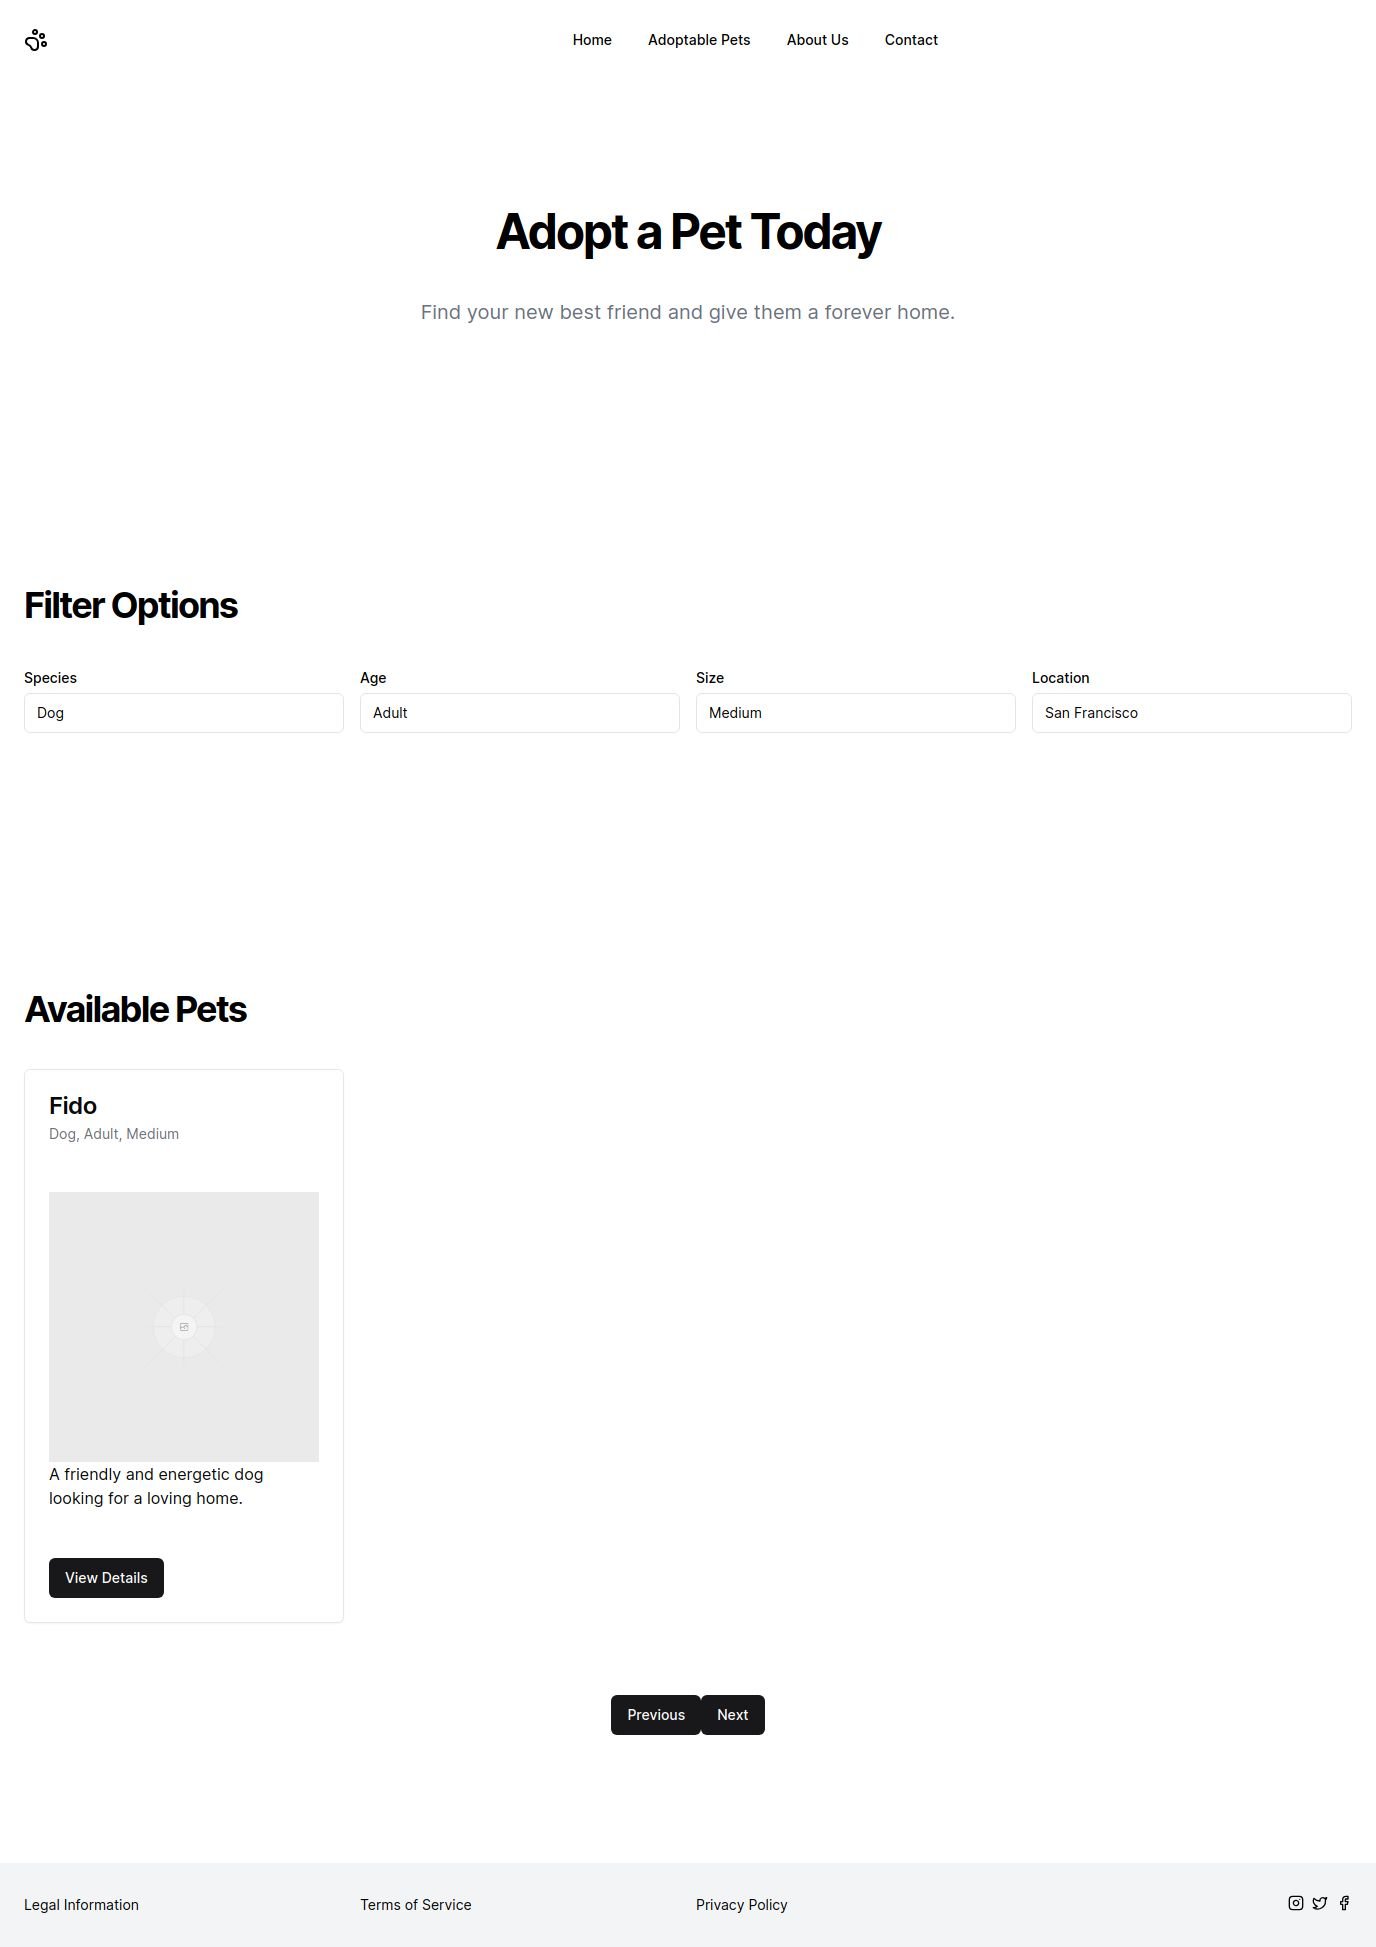 Home
Adoptable Pets
About Us
Contact
Adopt a Pet Today
Find your new best friend and give them a forever home.
Filter Options
Species
Age
Size
Location
Dog
Adult
Medium
San Francisco
Available Pets
Fido
Dog, Adult, Medium
A friendly and energetic dog
looking for a loving home.
View Details
Previous
Next
Legal Information
Terms of Service
Privacy Policy